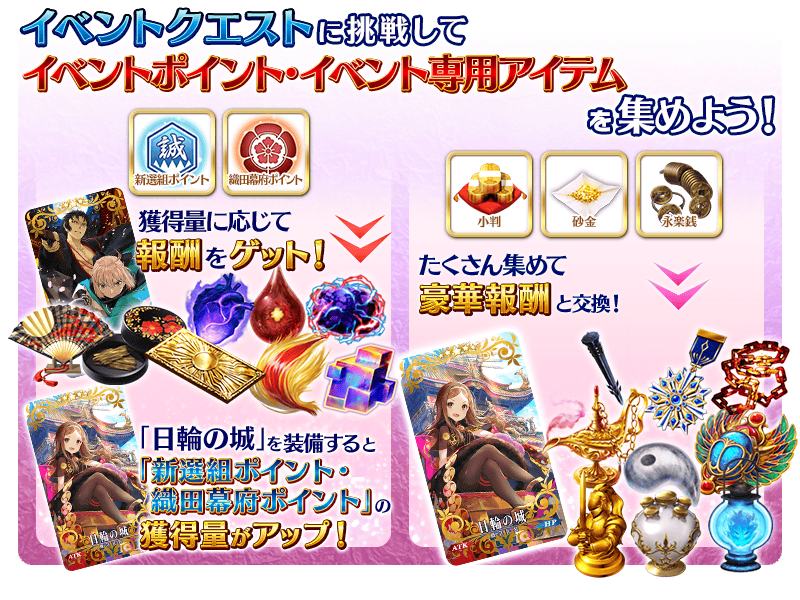 イベントクエストに挑戦して
イベントポイント・イベント専用アイテム
を集めよう!
誠
新選組ポイント
織田幕府ポイント
獲得量に応じて
報酬をゲット!
「日輪の城」を装備すると
「新選組ポイント・
織田幕府ポイント」の
獲得量がアップ!
日輪の城
ATK
小判
砂金
永楽銭
たくさん集めて
豪華報酬と交換!
日輪の城
ATK
HP